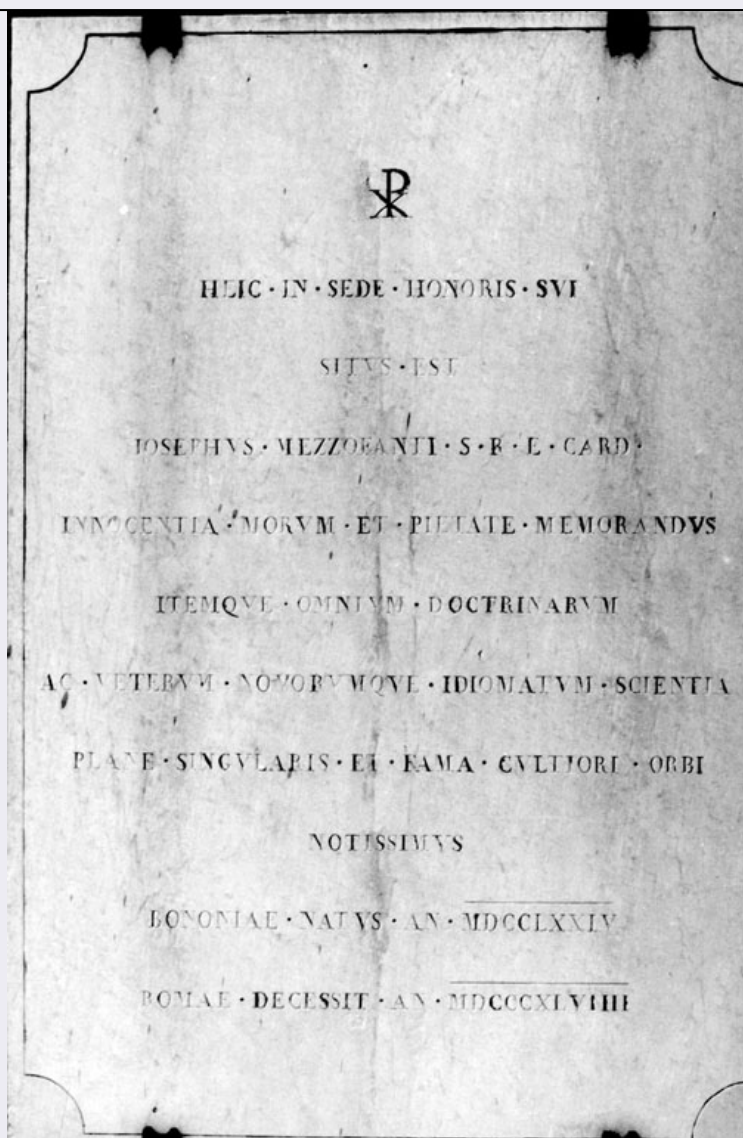 ☧
HEIC · IN · SEDE · HONORIS · SVI
SITVS · EST
IOSEPHVS · MEZZOFANTI · S · R · E · CARD ·
INNOCENTIA · MORVM · ET · PIETATE · MEMORANDVS
ITEMQVE · OMNIVM · DOCTRINARVM
AC · VETERVM · NOVORVMQVE · IDIOMATVM · SCIENTIA
PLANE · SINGVLARIS · ET · FAMA · CVLTIORI · ORBI
NOTISSIMVS
BONONIAE · NATVS · AN · MDCCLXXIV
ROMAE · DECESSIT · AN · MDCCCXLVIIII